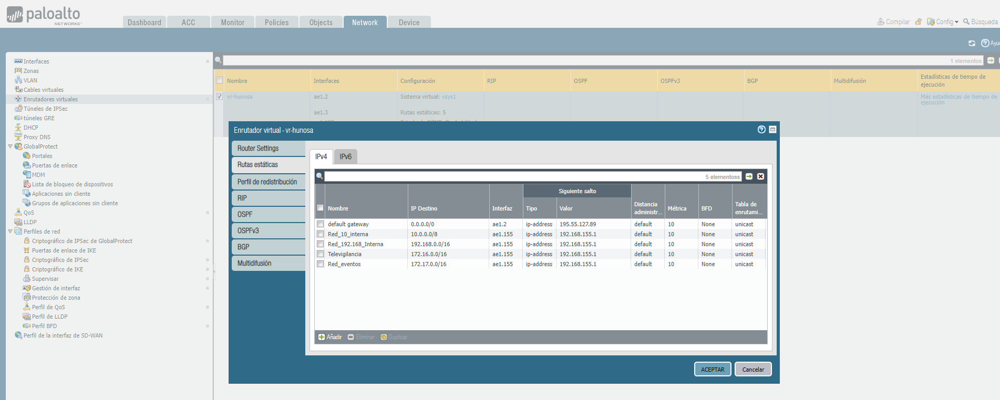 paloalto
NETWORKS®
Dashboard ACC Monitor Policies Objects Network Device
Compilar Config Búsqueda
Interfaces
Zonas
VLAN
Cables virtuales
Enrutadores virtuales
Túneles de IPSec
túneles GRE
DHCP
Proxy DNS
GlobalProtect
Portales
Puertas de enlace
MDM
Lista de bloqueo de dispositivos
Aplicaciones sin cliente
Grupos de aplicaciones sin cliente
QoS
LLDP
Perfiles de red
Criptográfico de IPSec de GlobalProtect
Puertas de enlace de IKE
Criptográfico de IPSec
Criptográfico de IKE
Supervisar
Gestión de interfaz
Protección de zona
Perfil de QoS
Perfil de LLDP
Perfil BFD
Perfil de la interfaz de SD-WAN
1 elementos
Nombre Interfaces Configuración RIP OSPF OSPFv3 BGP Multidifusión Estadísticas de tiempo de ejecución
vr-hunosa ae1.2 Sistema virtual: vsys1 Más estadísticas de tiempo de ejecución
ae1.3 Rutas estáticas: 5
Enrutador virtual - vr-hunosa
Router Settings
Rutas estáticas
Perfil de redistribución
RIP
OSPF
OSPFv3
BGP
Multidifusión
IPv4 IPv6
5 elementoss
Siguiente salto
Nombre IP Destino Interfaz Tipo Valor Distancia administr... Métrica BFD Tabla de enrutami...
default gateway 0.0.0.0/0 ae1.2 ip-address 195.55.127.89 default 10 None unicast
Red_10_interna 10.0.0.0/8 ae1.155 ip-address 192.168.155.1 default 10 None unicast
Red_192.168_Interna 192.168.0.0/16 ae1.155 ip-address 192.168.155.1 default 10 None unicast
Televigilancia 172.16.0.0/16 ae1.155 ip-address 192.168.155.1 default 10 None unicast
Red_eventos 172.17.0.0/16 ae1.155 ip-address 192.168.155.1 default 10 None unicast
Añadir Eliminar Duplicar
ACEPTAR Cancelar